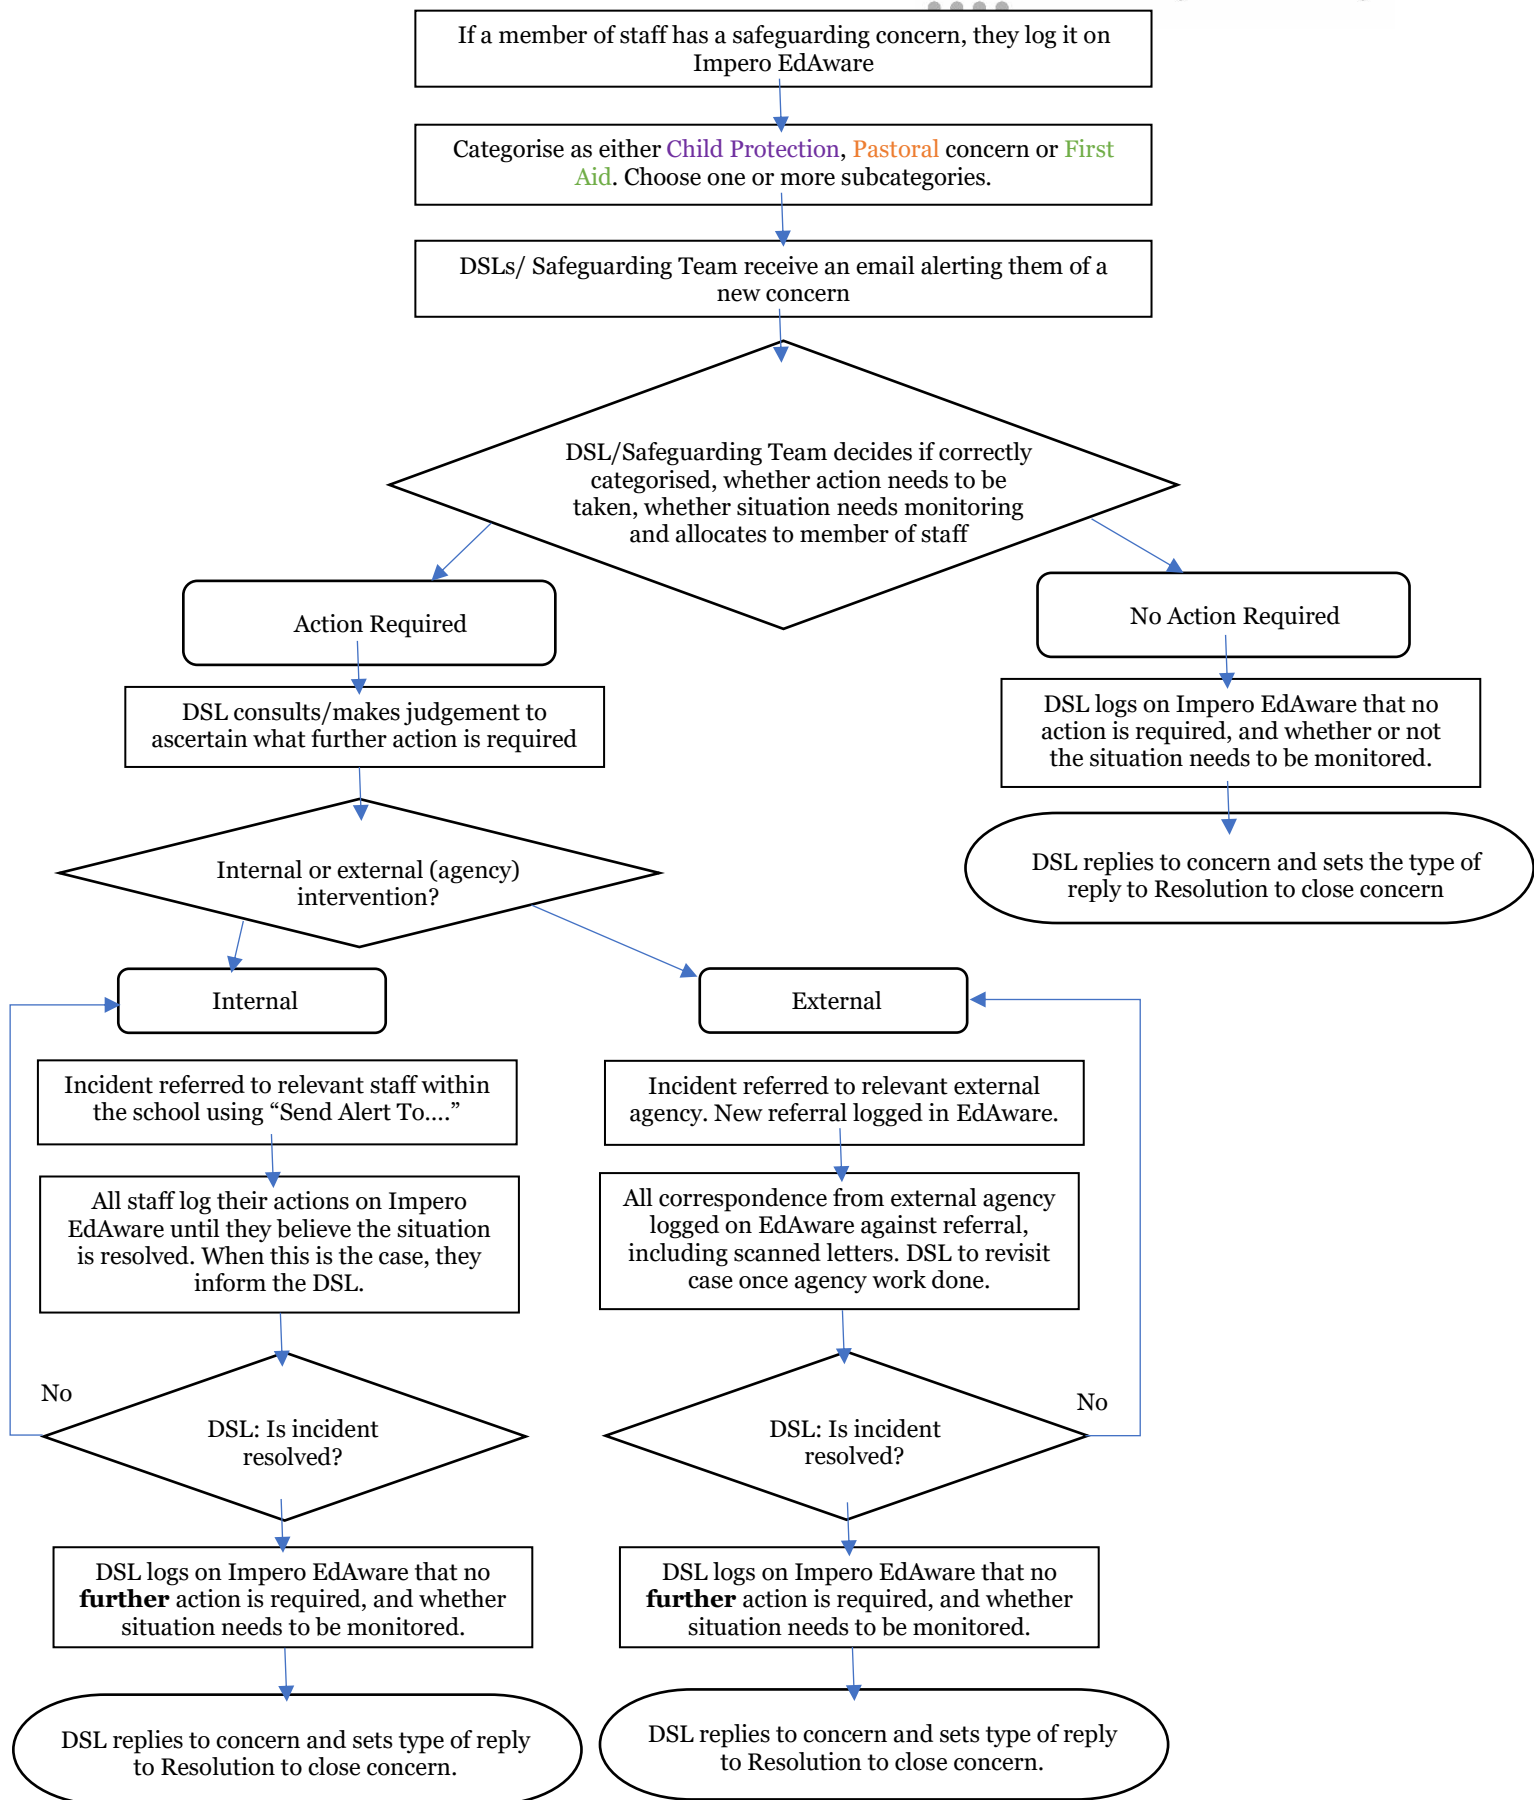 If a member of staff has a safeguarding concern, they log it on
Impero EdAware
Categorise as either Child Protection, Pastoral concern or First
Aid. Choose one or more subcategories.
DSLs/ Safeguarding Team receive an email alerting them of a
new concern
DSL/Safeguarding Team decides if correctly
categorised, whether action needs to be
taken, whether situation needs monitoring
and allocates to member of staff
Action Required
No Action Required
DSL consults/makes judgement to
ascertain what further action is required
DSL logs on Impero EdAware that no
action is required, and whether or not
the situation needs to be monitored.
Internal or external (agency)
intervention?
DSL replies to concern and sets the type of
reply to Resolution to close concern
Internal
External
Incident referred to relevant staff within
the school using “Send Alert To....”
Incident referred to relevant external
agency. New referral logged in EdAware.
All staff log their actions on Impero
EdAware until they believe the situation
is resolved. When this is the case, they
inform the DSL.
All correspondence from external agency
logged on EdAware against referral,
including scanned letters. DSL to revisit
case once agency work done.
No
DSL: Is incident
resolved?
No
DSL: Is incident
resolved?
DSL logs on Impero EdAware that no
further action is required, and whether
situation needs to be monitored.
DSL logs on Impero EdAware that no
further action is required, and whether
situation needs to be monitored.
DSL replies to concern and sets type of reply
to Resolution to close concern.
DSL replies to concern and sets type of reply
to Resolution to close concern.